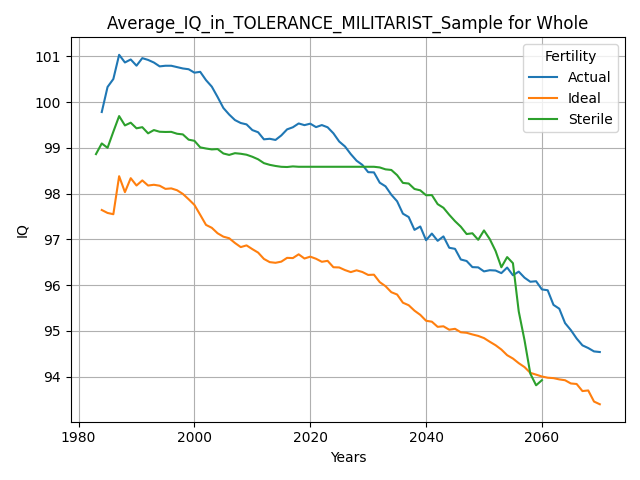 Average_IQ_in_TOLERANCE_MILITARIST_Sample for Whole
Fertility
Actual
Ideal
Sterile
101
100
99
98
97
96
95
94
IQ
1980
2000
2020
2040
2060
Years